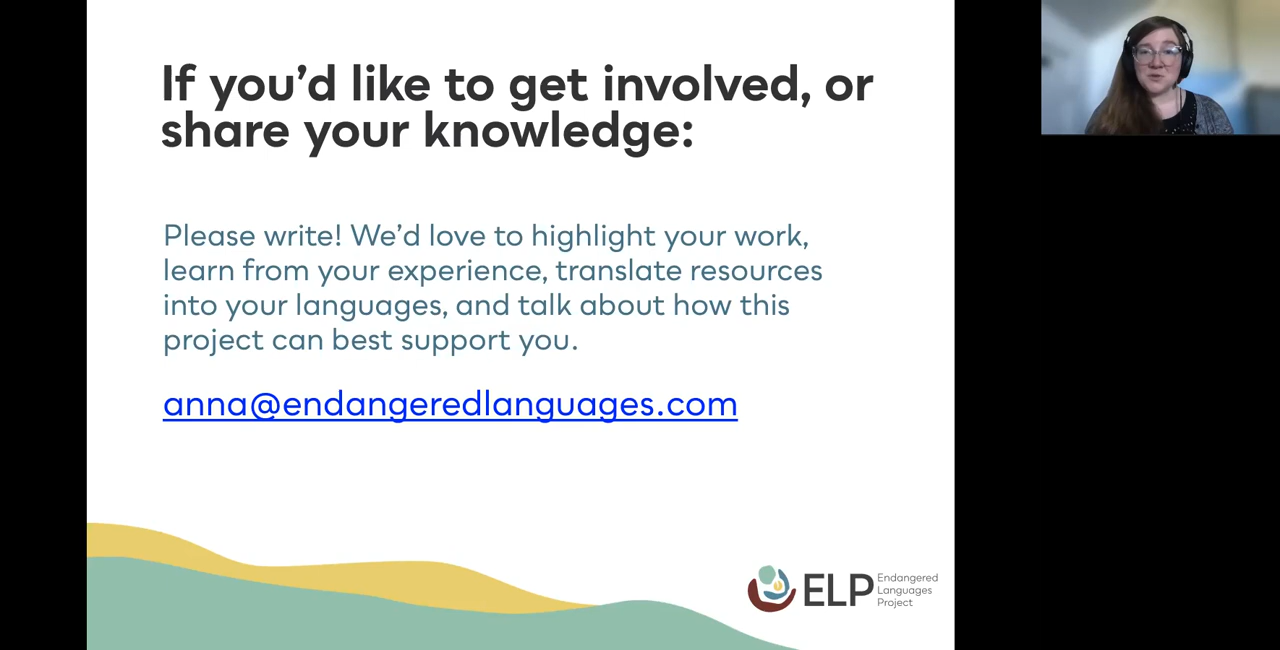 If you’d like to get involved, or
share your knowledge:
Please write! We’d love to highlight your work,
learn from your experience, translate resources
into your languages, and talk about how this
project can best support you.
anna@endangeredlanguages.com
ELP
Endangered
Languages
Project